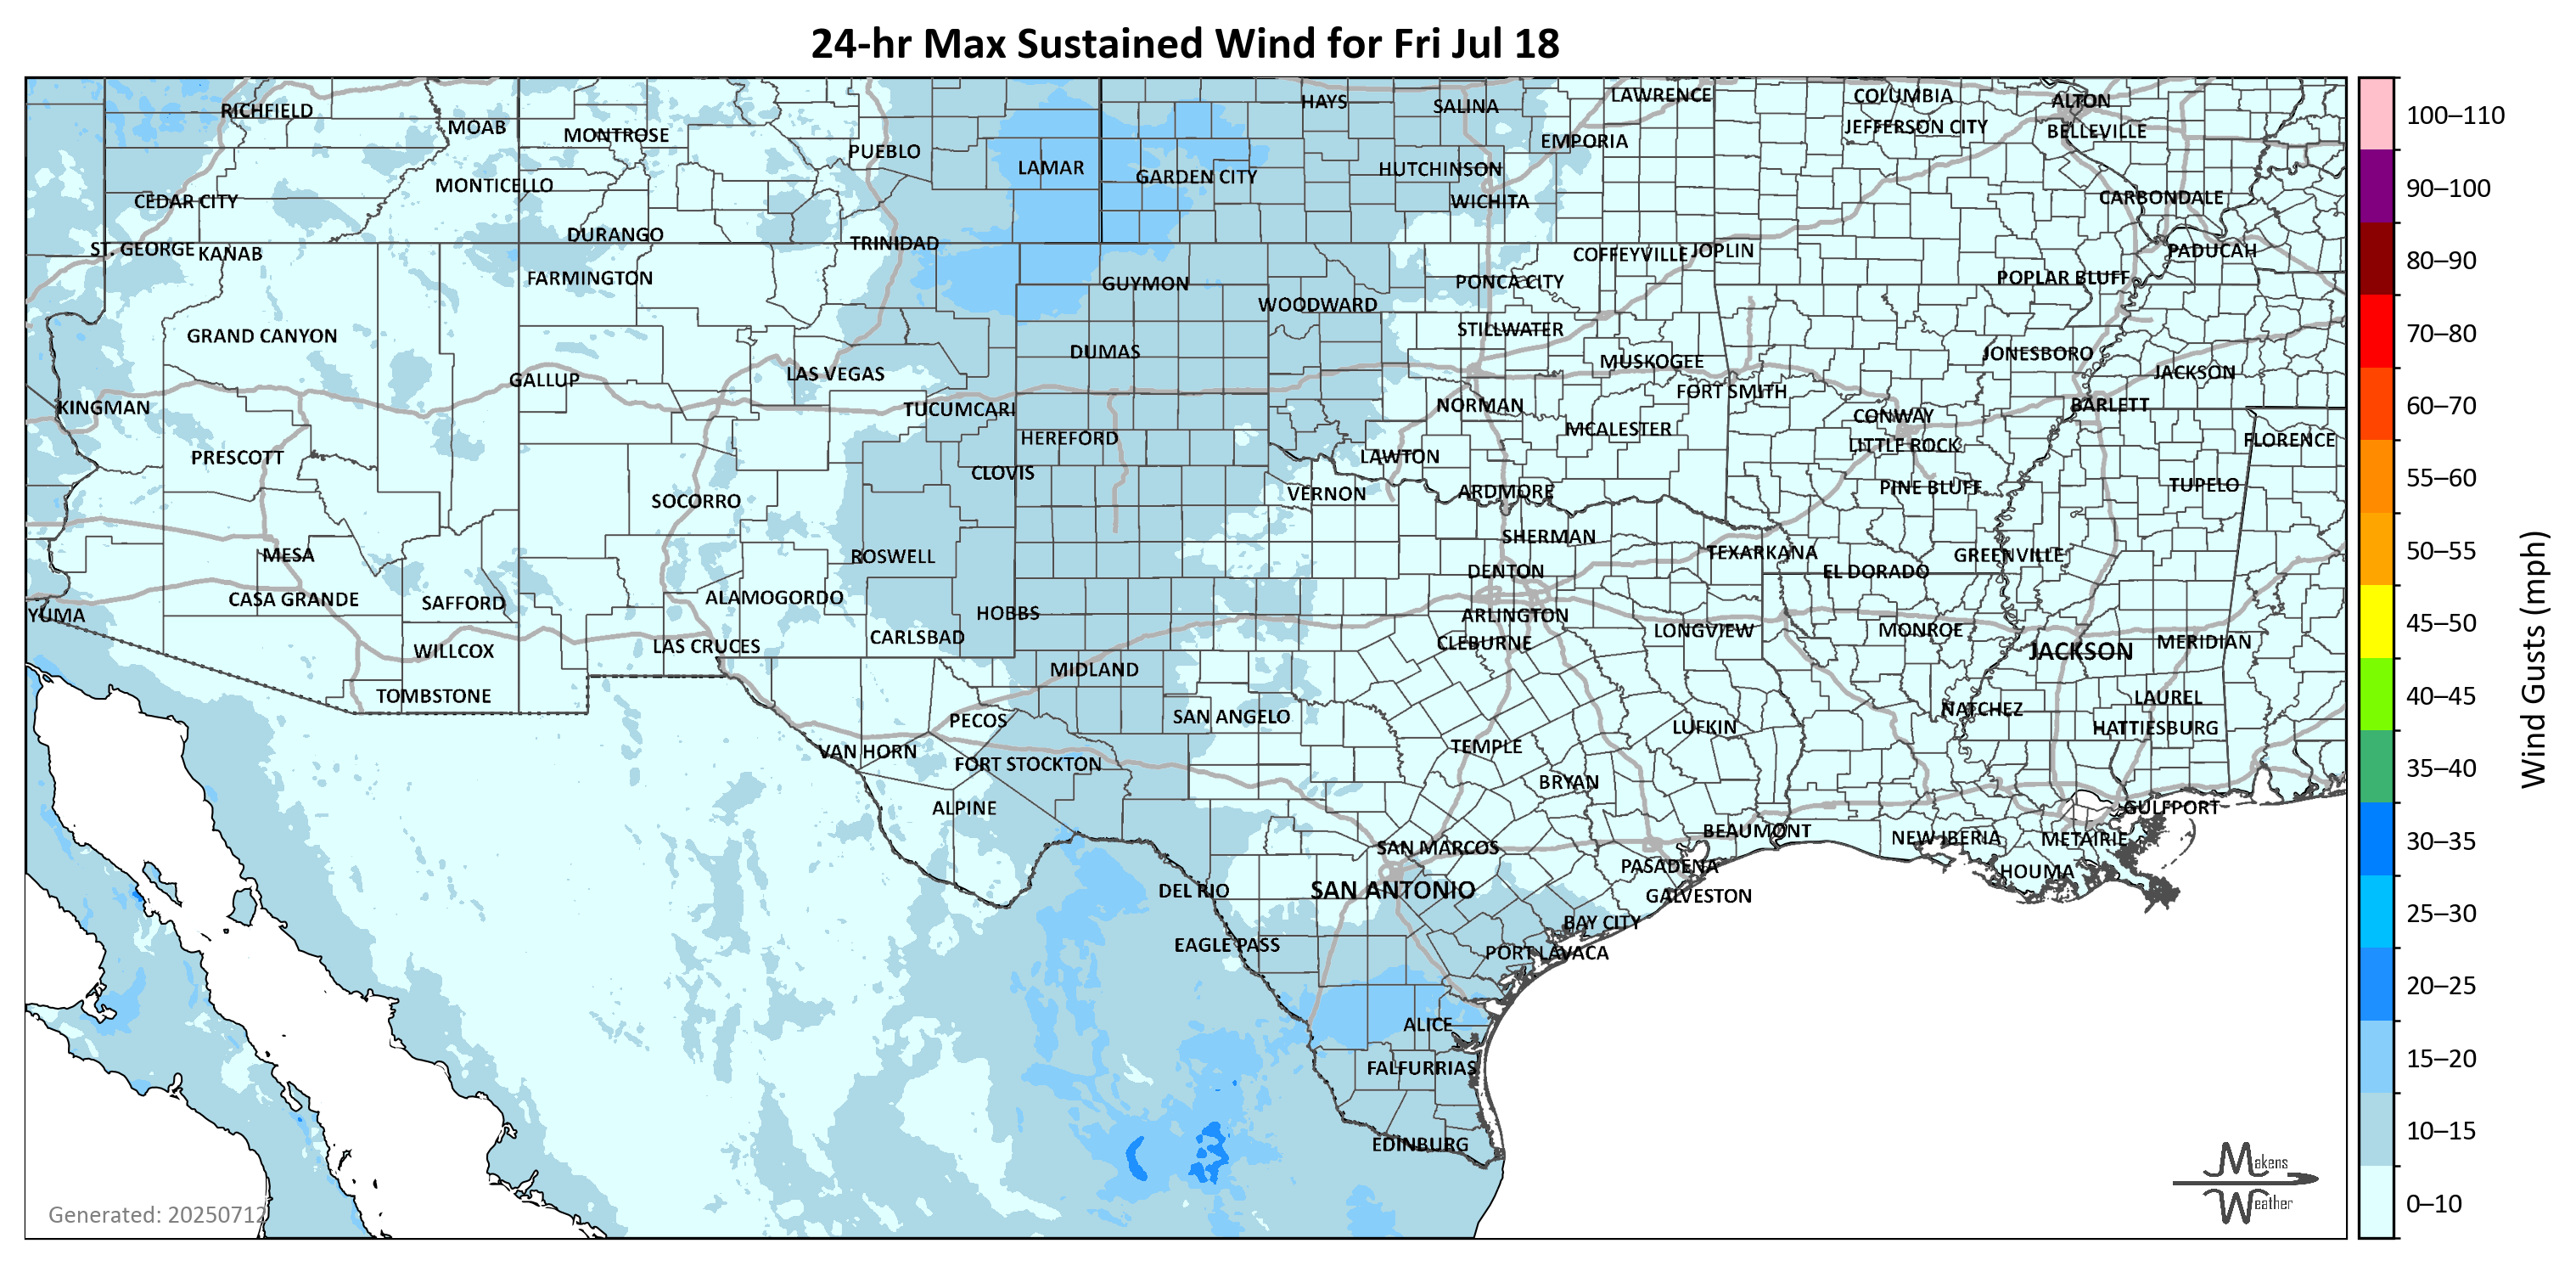 24-hr Max Sustained Wind for Fri Jul 18
RICHFIELD
MOAB
MONTROSE
PUEBLO
LAMAR
HAYS
SALINA
LAWRENCE
COLUMBIA
ALTON
GARDEN CITY
HUTCHINSON
EMPORIA
JEFFERSON CITY
BELLEVILLE
CEDAR CITY
MONTICELLO
WICHITA
CARBONDALE
ST. GEORGE
KANAB
DURANGO
TRINIDAD
COFFEYVILLE
JOPLIN
PADUCAH
FARMINGTON
GUYMON
WOODWARD
PONCA CITY
POPLAR BLUFF
GRAND CANYON
DUMAS
STILLWATER
MUSKOGEE
JONESBORO
GALLUP
LAS VEGAS
FORT SMITH
JACKSON
KINGMAN
TUCUMCARI
NORMAN
CONWAY
BARLETT
HEREFORD
MCALESTER
LITTLE ROCK
FLORENCE
PRESCOTT
CLOVIS
LAWTON
SOCORRO
VERNON
ARDMORE
PINE BLUFF
TUPELO
MESA
ROSWELL
SHERMAN
TEXARKANA
GREENVILLE
DENTON
EL DORADO
YUMA
CASA GRANDE
SAFFORD
ALAMOGORDO
HOBBS
ARLINGTON
WILLCOX
LAS CRUCES
CARLSBAD
CLEBURNE
LONGVIEW
MONROE
JACKSON
MERIDIAN
TOMBSTONE
MIDLAND
PECOS
SAN ANGELO
LUFKIN
NATCHEZ
LAUREL
HATTIESBURG
VAN HORN
FORT STOCKTON
TEMPLE
BRYAN
ALPINE
BEAUMONT
NEW IBERIA
METAIRIE
GULFPORT
SAN MARCOS
PASADENA
HOUMA
DEL RIO
SAN ANTONIO
GALVESTON
EAGLE PASS
BAY CITY
PORT LAVACA
ALICE
FALFURRIAS
EDINBURG
Generated: 20250712
Makens
Weather
100–110
90–100
80–90
70–80
60–70
55–60
50–55
45–50
40–45
35–40
30–35
25–30
20–25
15–20
10–15
0–10
Wind Gusts (mph)